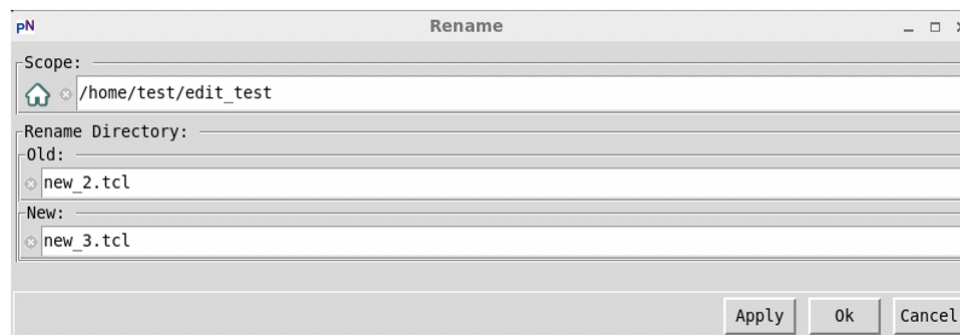 pN Rename
Scope:
/home/test/edit_test
Rename Directory:
Old:
new_2.tcl
New:
new_3.tcl
Apply Ok Cancel